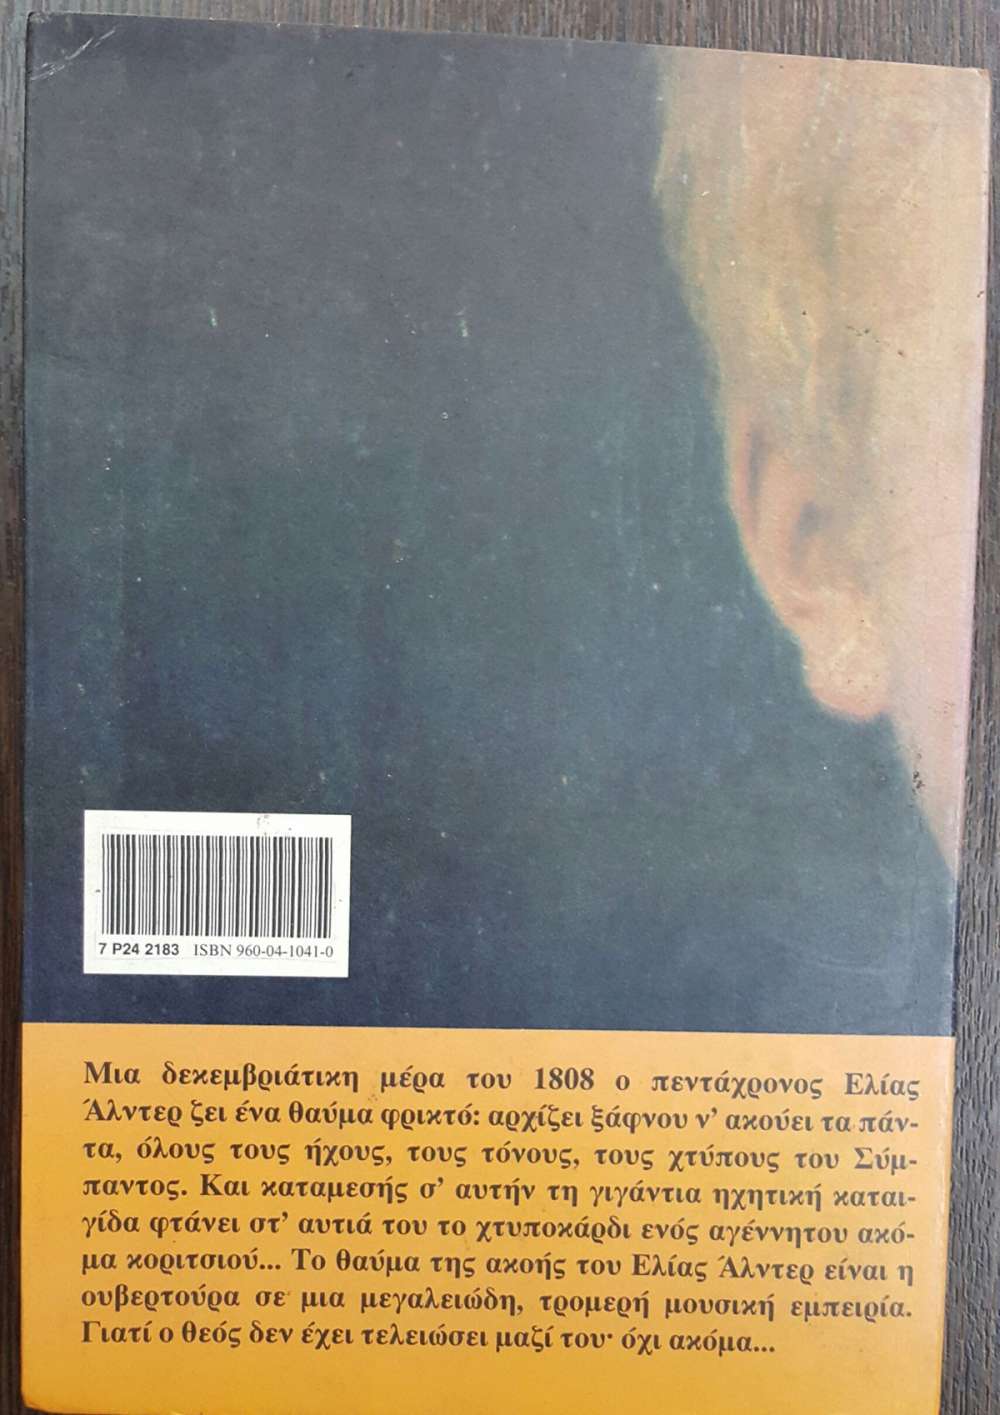 7 P24 2183 ISBN 960-04-1041-0
Μια δεκεμβριάτικη μέρα του 1808 ο πεντάχρονος Ελίας
Άλντερ ζει ένα θαύμα φρικτό: αρχίζει ξάφνου ν' ακούει τα πάν-
τα, όλους τους ήχους, τους τόνους, τους χτύπους του Σύμ-
παντος. Και καταμεσής σ' αυτήν τη γιγάντια ηχητική καται-
γίδα φτάνει στ' αυτιά του το χτυποκάρδι ενός αγέννητου ακό-
μα κοριτσιού... Το θαύμα της ακοής του Ελίας Άλντερ είναι η
ουβερτούρα σε μια μεγαλειώδη, τρομερή μουσική εμπειρία.
Γιατί ο θεός δεν έχει τελειώσει μαζί του· όχι ακόμα...